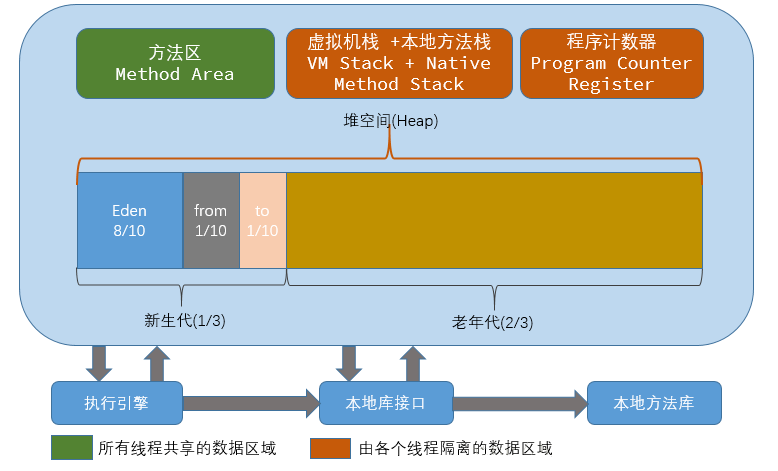 方法区
Method Area
虚拟机栈 +本地方法栈
VM Stack + Native
Method Stack
程序计数器
Program Counter
Register
堆空间(Heap)
Eden
8/10
from
1/10
to
1/10
新生代(1/3)
老年代(2/3)
执行引擎
本地库接口
本地方法库
所有线程共享的数据区域
由各个线程隔离的数据区域